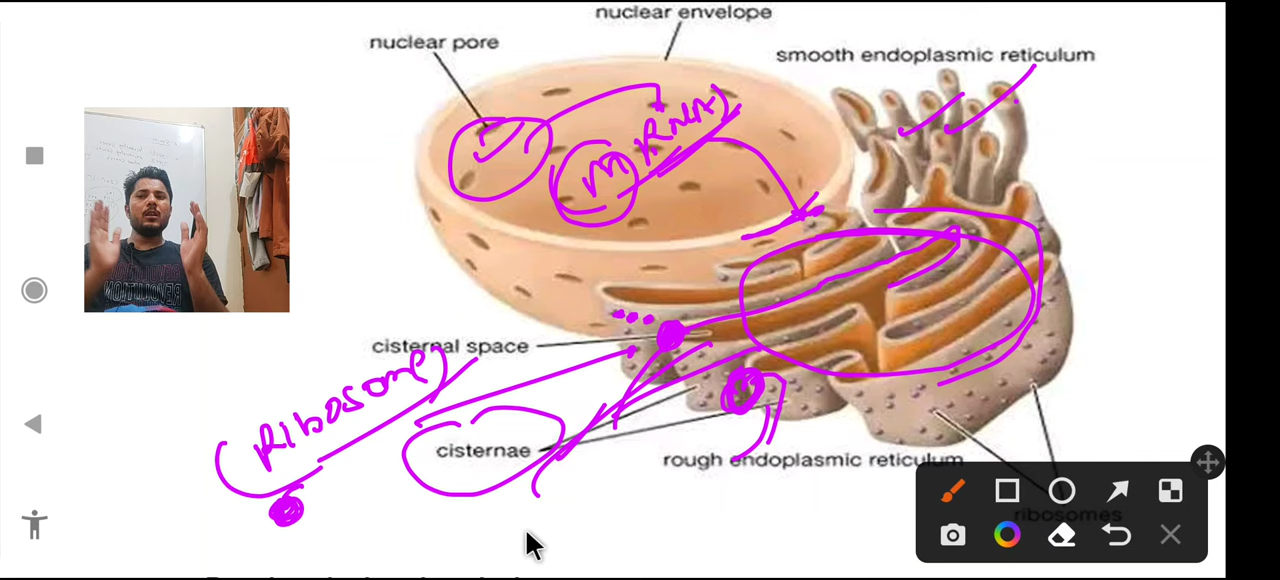 nuclear envelope
nuclear pore
smooth endoplasmic reticulum
mRNA)
cisternal space
(Ribosome)
cisternae
rough endoplasmic reticulum
ribosomes